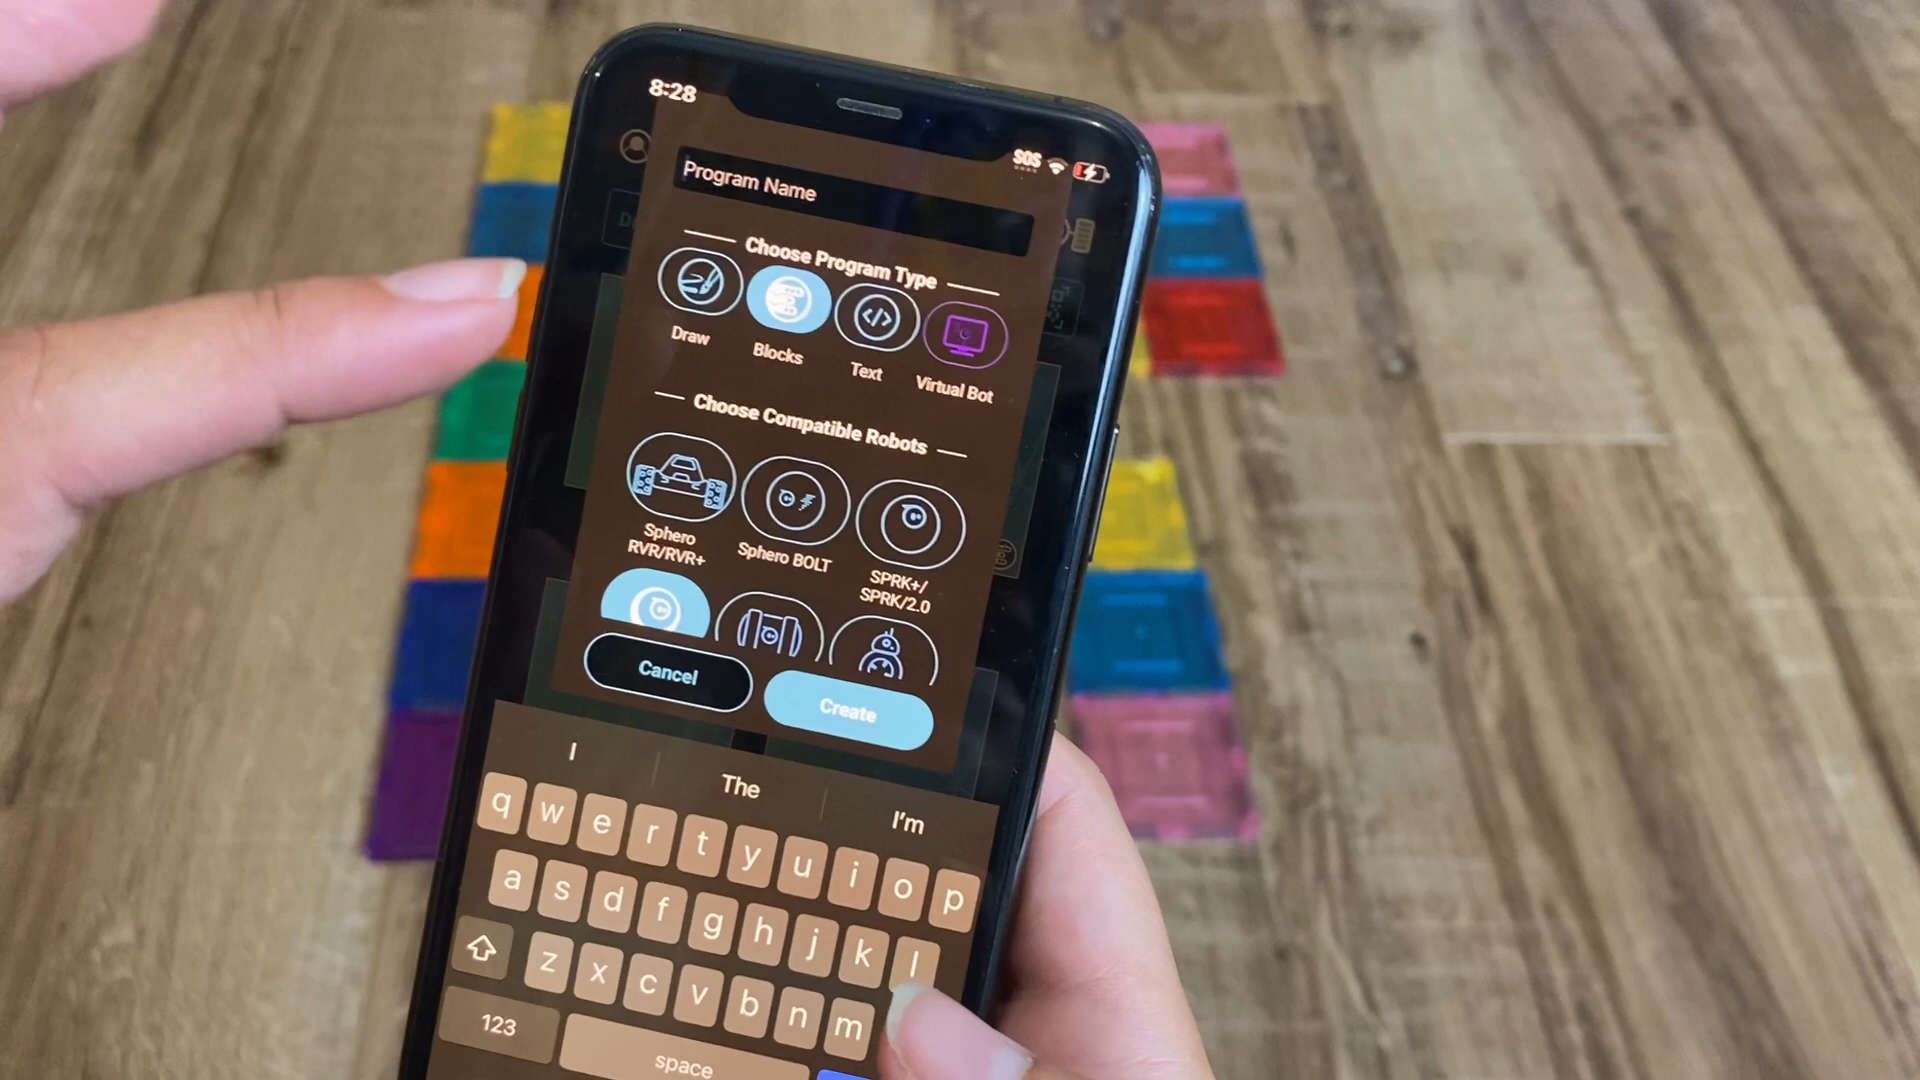 8:28
SOS
Program Name
Choose Program Type
Draw
Blocks
Text
Virtual Bot
Choose Compatible Robots
Sphero
RVR/RVR+
Sphero BOLT
SPRK+/
SPRK/2.0
Cancel
Create
I
The
I'm
q w e r t y u i o p
a s d f g h j k l
z x c v b n m
123
space